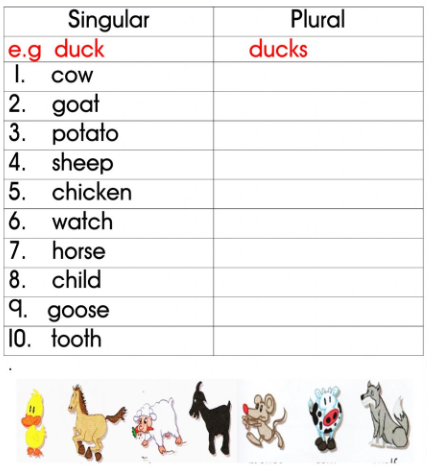 Singular Plural
e.g duck ducks
1. cow
2. goat
3. potato
4. sheep
5. chicken
6. watch
7. horse
8. child
9. goose
10. tooth
.